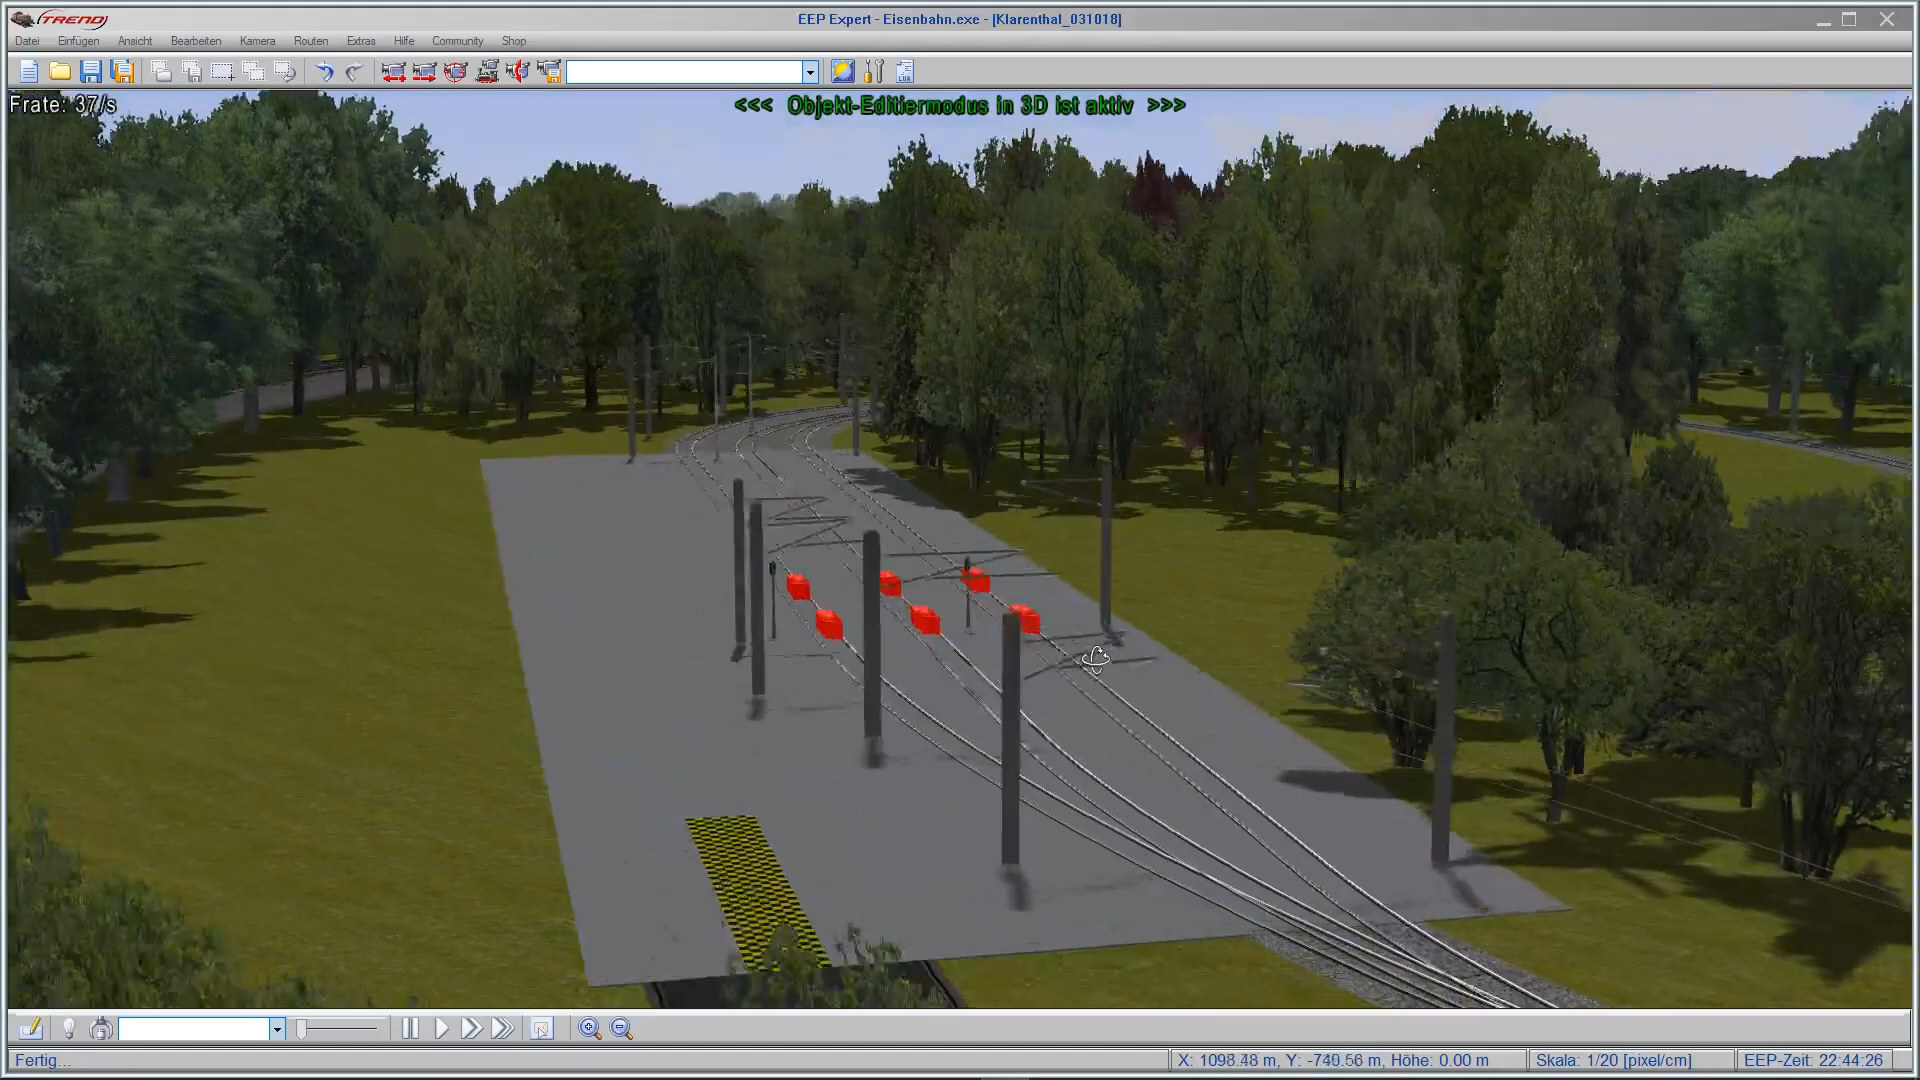 TREND
EEP Expert - Eisenbahn.exe - [Klarenthal_031018]
Datei Einfügen Ansicht Bearbeiten Kamera Routen Extras Hilfe Community Shop
LUA
Frate: 37/s
<<< Objekt-Editiermodus in 3D ist aktiv >>>
Fertig...
X: 1098.48 m, Y: -749.56 m, Höhe: 0.00 m
Skala: 1/20 [pixel/cm]
EEP-Zeit: 22:44:26